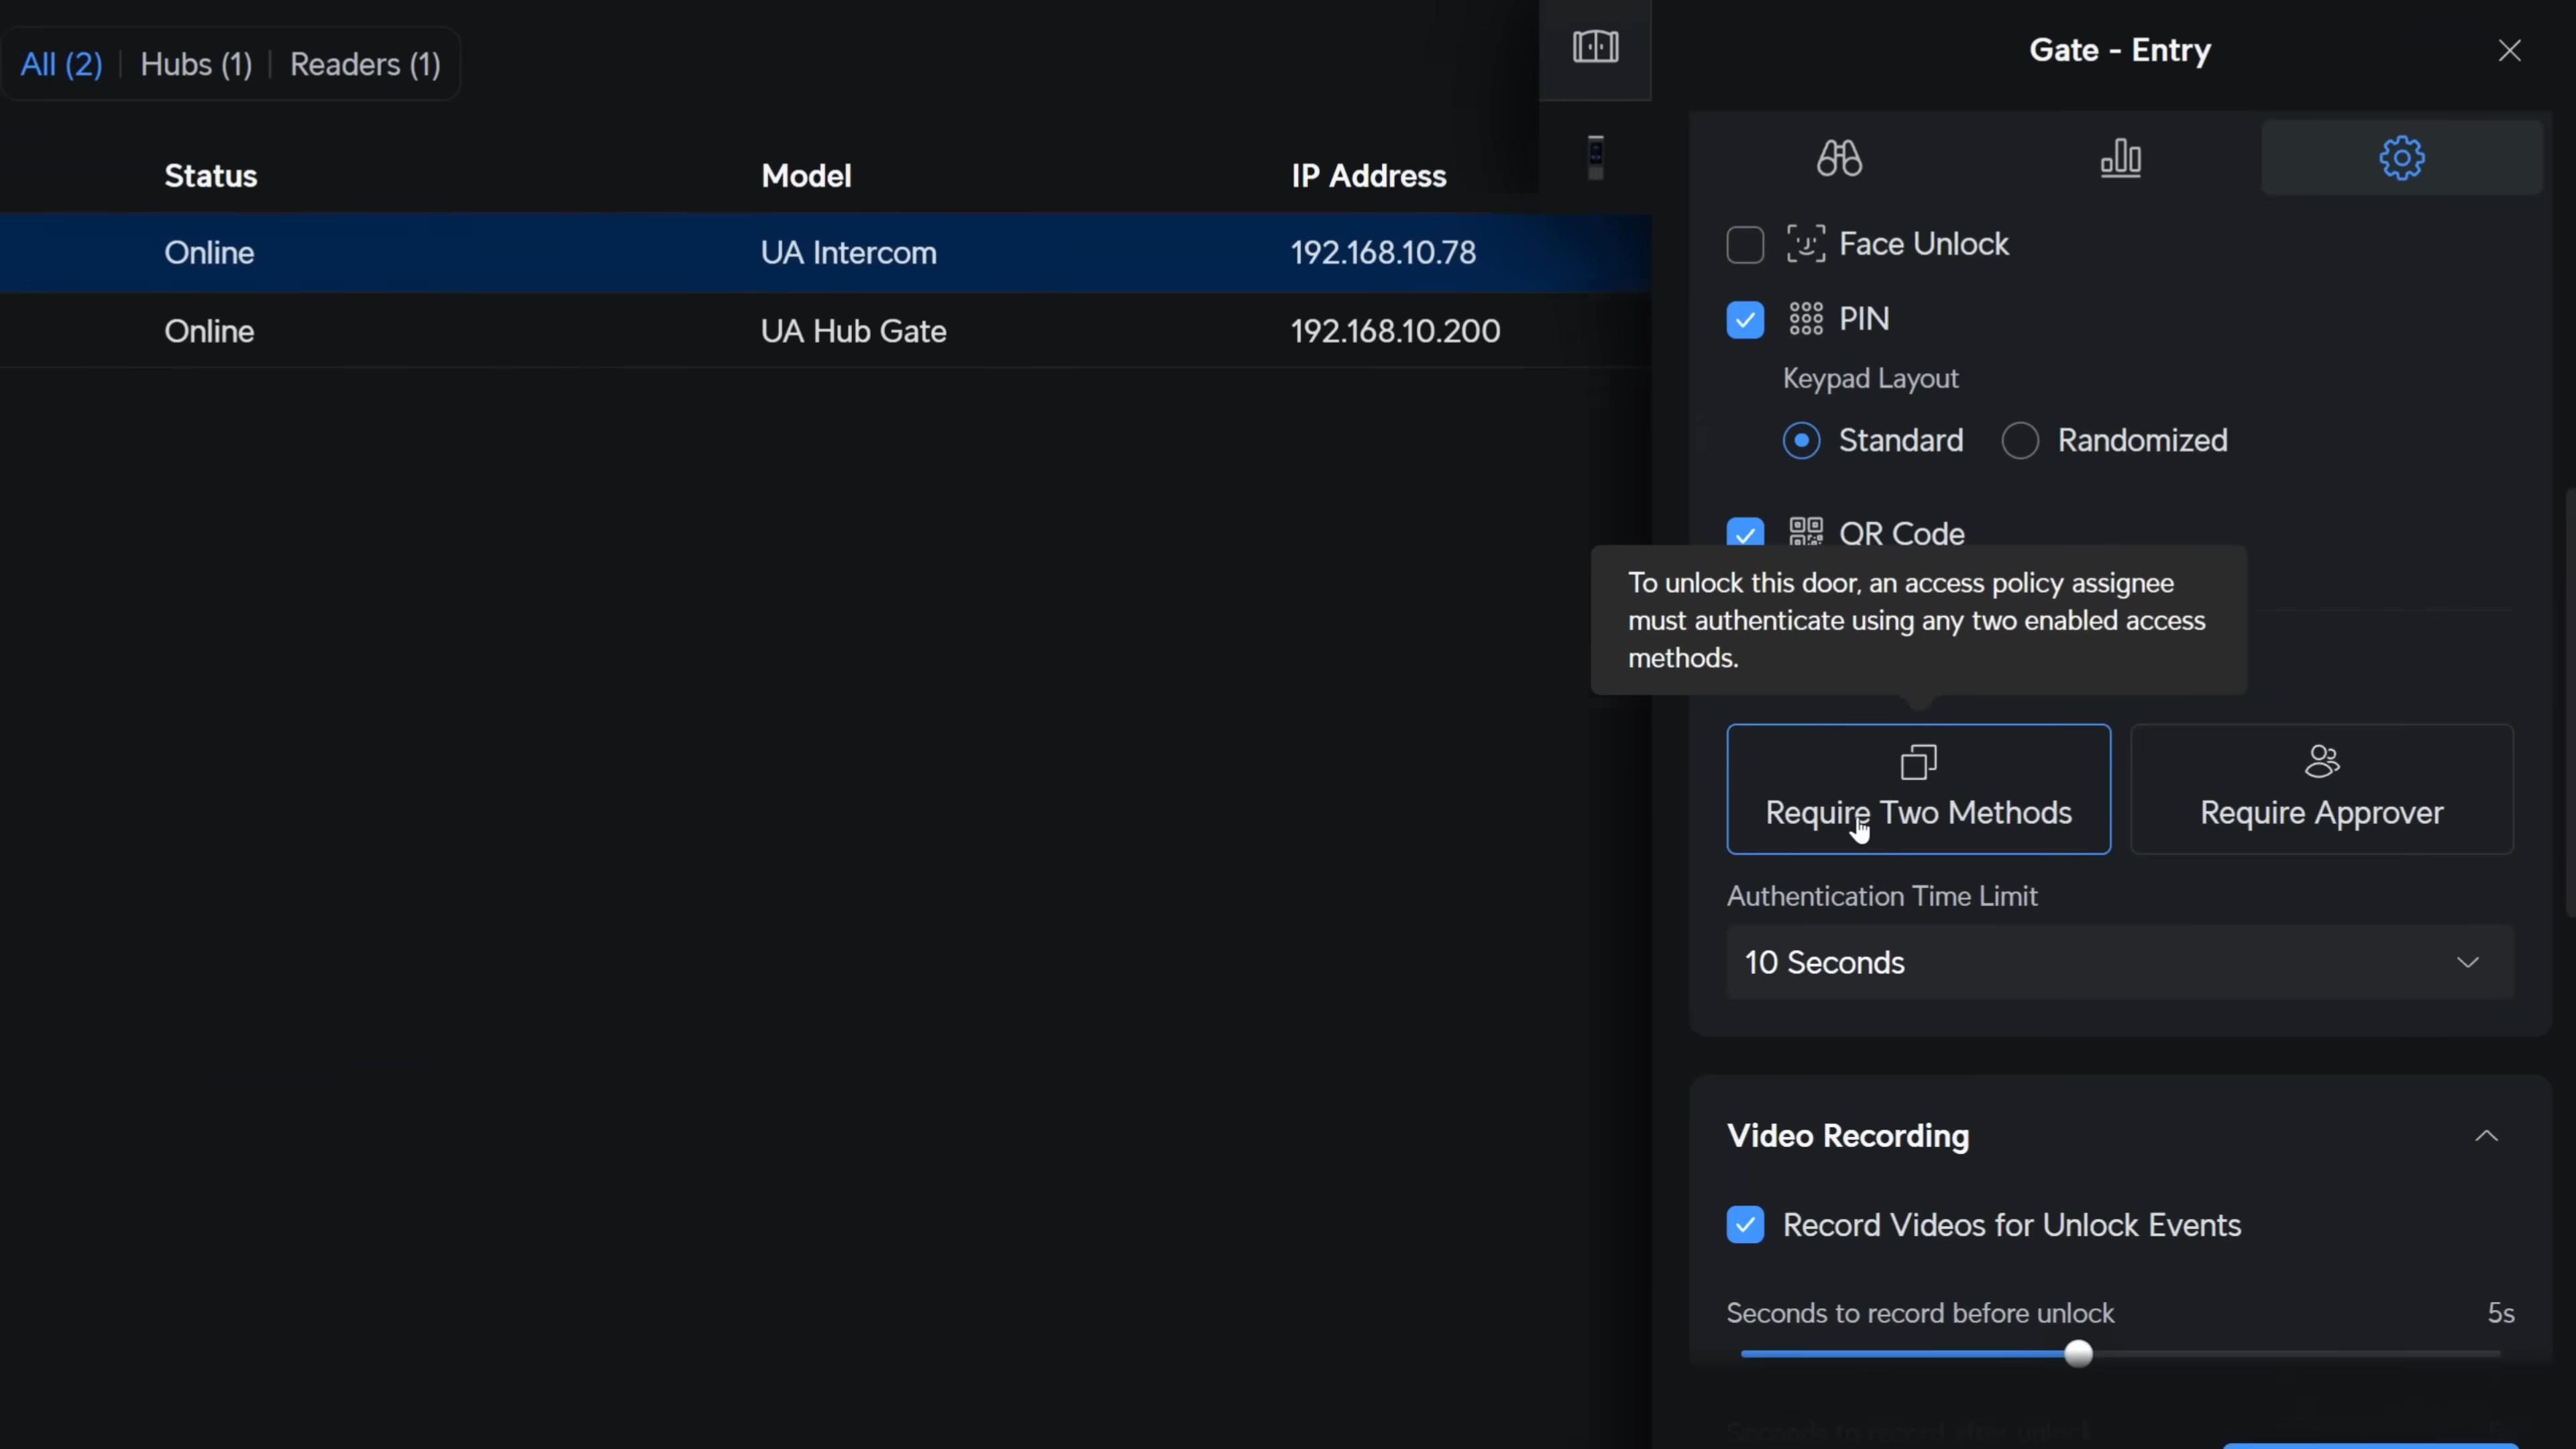 All (2) Hubs (1) Readers (1)
Status Model IP Address
Online UA Intercom 192.168.10.78
Online UA Hub Gate 192.168.10.200
Gate - Entry
Face Unlock
PIN
Keypad Layout
Standard Randomized
QR Code
To unlock this door, an access policy assignee
must authenticate using any two enabled access
methods.
Require Two Methods Require Approver
Authentication Time Limit
10 Seconds
Video Recording
Record Videos for Unlock Events
Seconds to record before unlock 5s